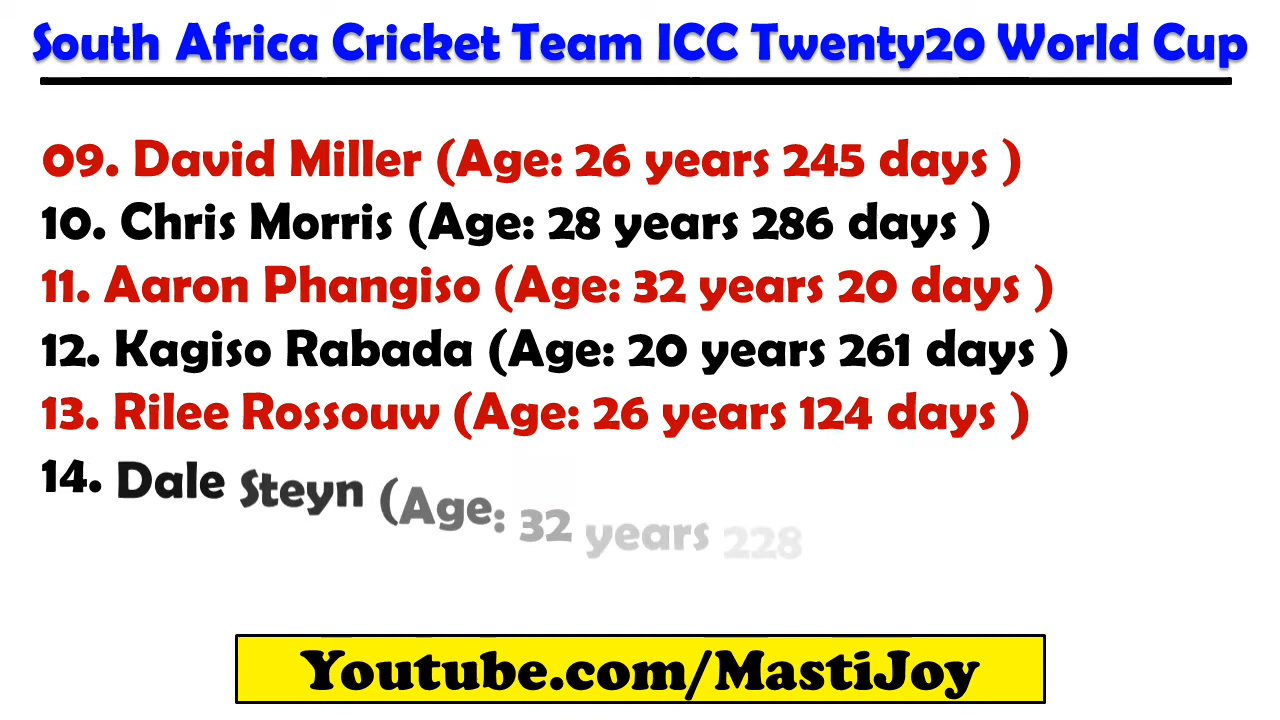 South Africa Cricket Team ICC Twenty20 World Cup
09. David Miller (Age: 26 years 245 days )
10. Chris Morris (Age: 28 years 286 days )
11. Aaron Phangiso (Age: 32 years 20 days )
12. Kagiso Rabada (Age: 20 years 261 days )
13. Rilee Rossouw (Age: 26 years 124 days )
14. Dale Steyn (Age: 32 years 228
Youtube.com/MastiJoy